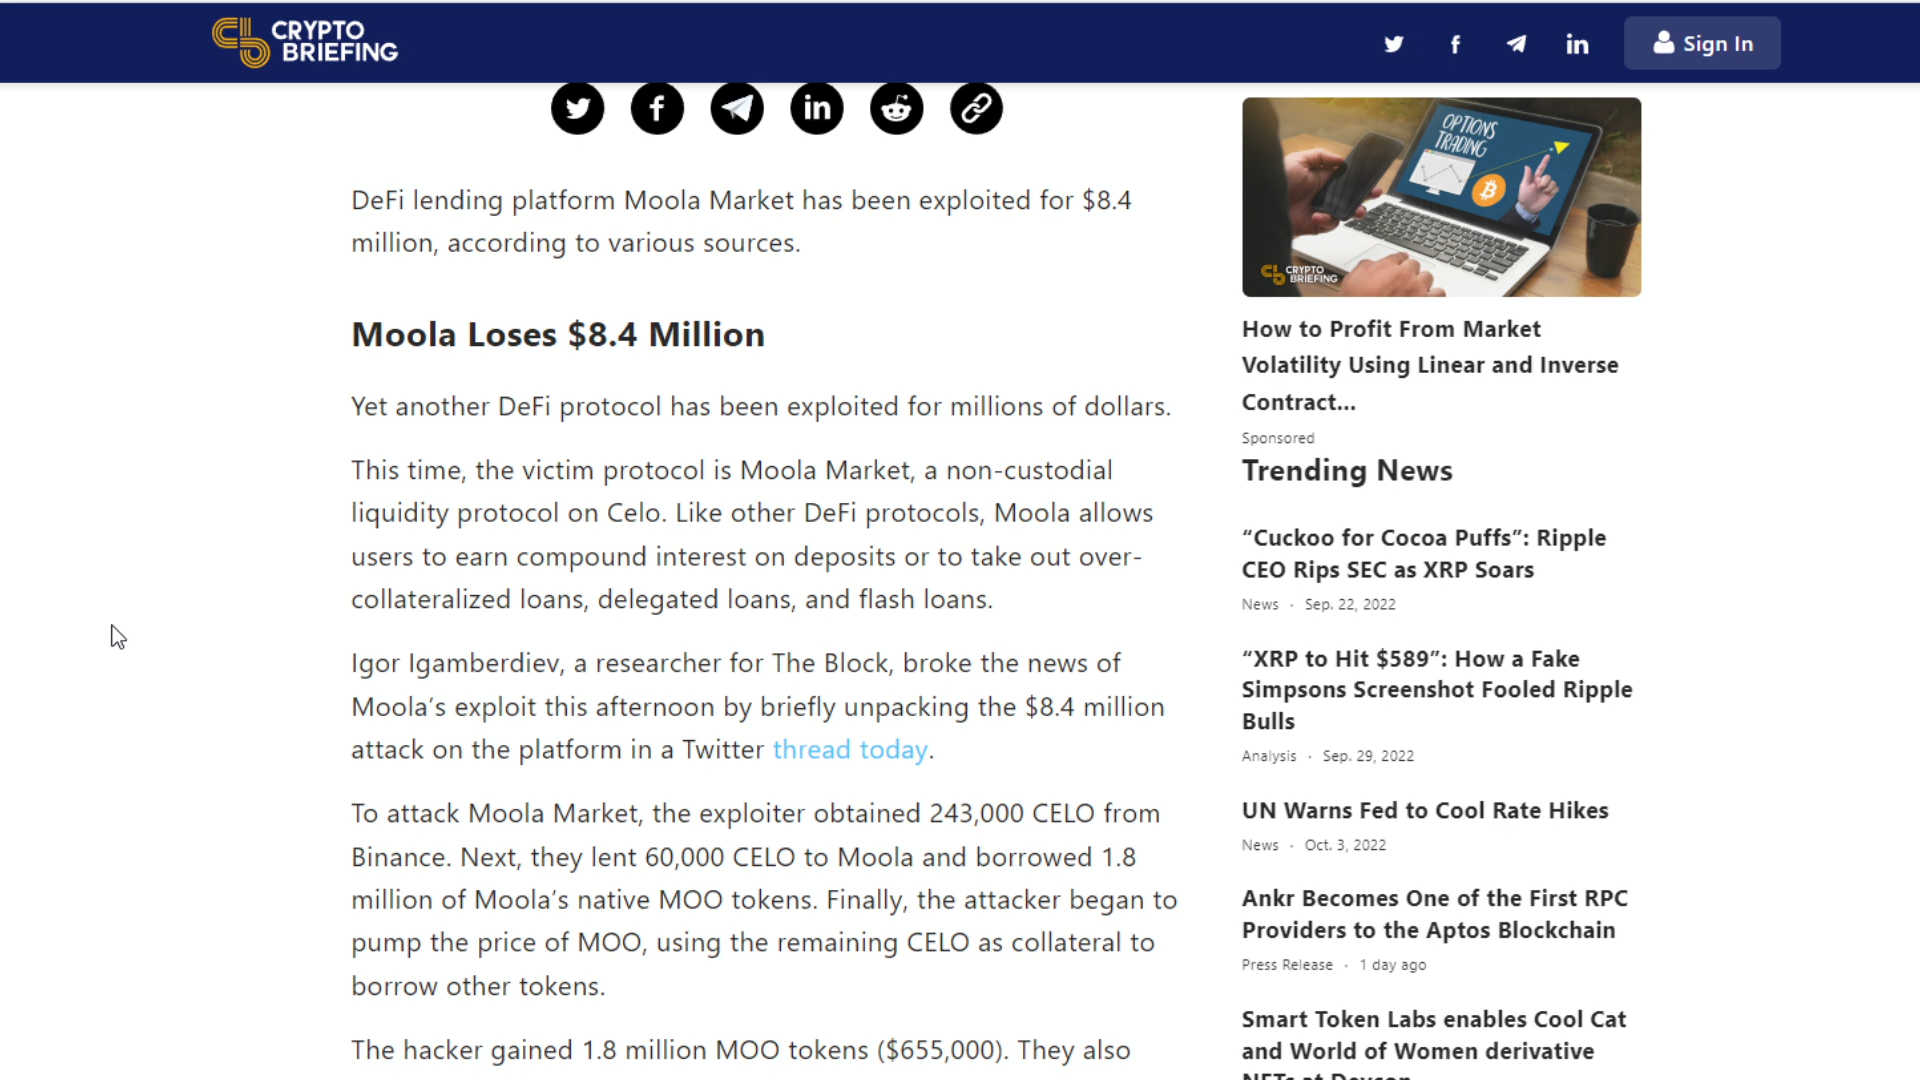 CRYPTO
BRIEFING
Sign In
DeFi lending platform Moola Market has been exploited for $8.4
million, according to various sources.
Moola Loses $8.4 Million
Yet another DeFi protocol has been exploited for millions of dollars.
This time, the victim protocol is Moola Market, a non-custodial
liquidity protocol on Celo. Like other DeFi protocols, Moola allows
users to earn compound interest on deposits or to take out over-
collateralized loans, delegated loans, and flash loans.
Igor Igamberdiev, a researcher for The Block, broke the news of
Moola’s exploit this afternoon by briefly unpacking the $8.4 million
attack on the platform in a Twitter thread today.
To attack Moola Market, the exploiter obtained 243,000 CELO from
Binance. Next, they lent 60,000 CELO to Moola and borrowed 1.8
million of Moola’s native MOO tokens. Finally, the attacker began to
pump the price of MOO, using the remaining CELO as collateral to
borrow other tokens.
The hacker gained 1.8 million MOO tokens ($655,000). They also
OPTIONS
TRADING
CRYPTO
BRIEFING
How to Profit From Market
Volatility Using Linear and Inverse
Contract...
Sponsored
Trending News
“Cuckoo for Cocoa Puffs”: Ripple
CEO Rips SEC as XRP Soars
News · Sep. 22, 2022
“XRP to Hit $589”: How a Fake
Simpsons Screenshot Fooled Ripple
Bulls
Analysis · Sep. 29, 2022
UN Warns Fed to Cool Rate Hikes
News · Oct. 3, 2022
Ankr Becomes One of the First RPC
Providers to the Aptos Blockchain
Press Release · 1 day ago
Smart Token Labs enables Cool Cat
and World of Women derivative
NFTs at Devcon